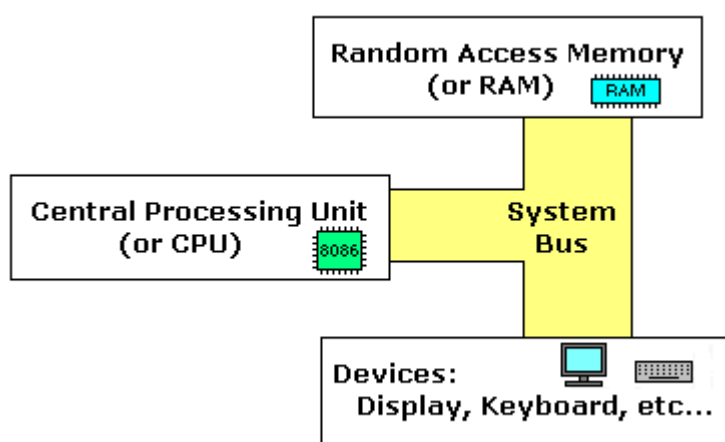 Random Access Memory
(or RAM)
RAM
Central Processing Unit
(or CPU)
8086
System
Bus
Devices:
Display, Keyboard, etc...